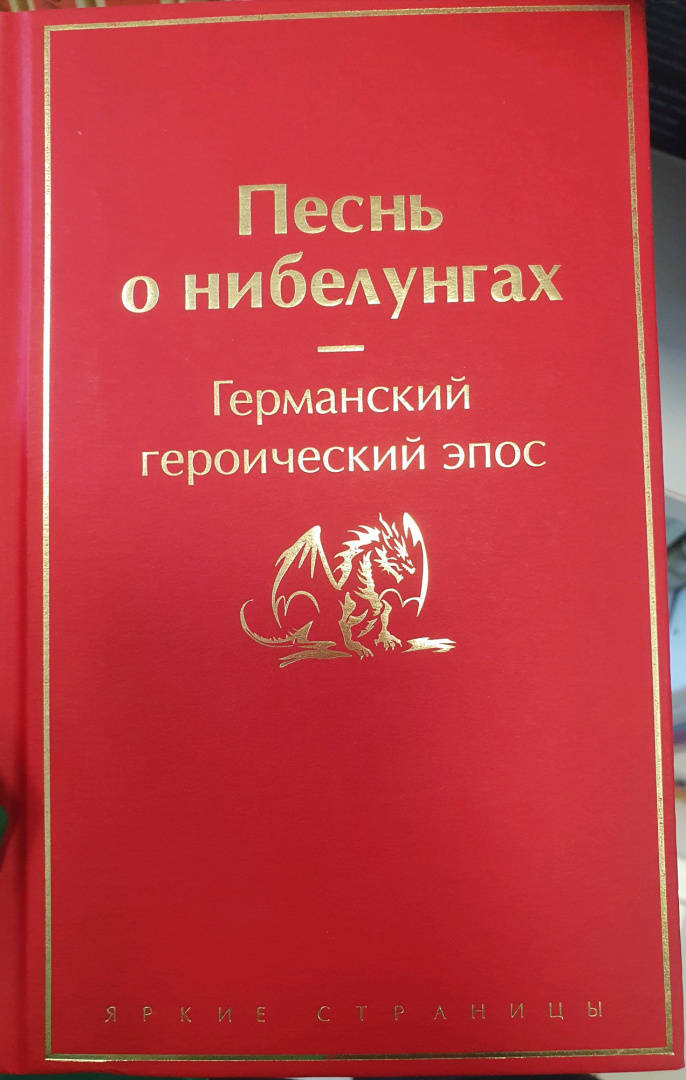 Песнь
о нибелунгах
Германский
героический эпос
ЯРКИЕ СТРАНИЦЫ